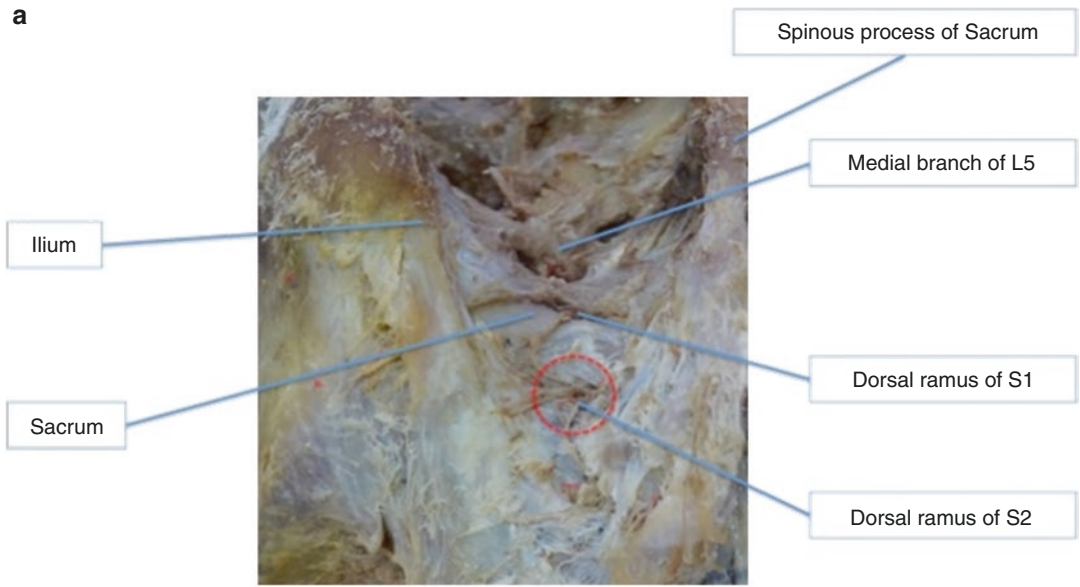 a
Spinous process of Sacrum
Medial branch of L5
Ilium
Dorsal ramus of S1
Sacrum
Dorsal ramus of S2